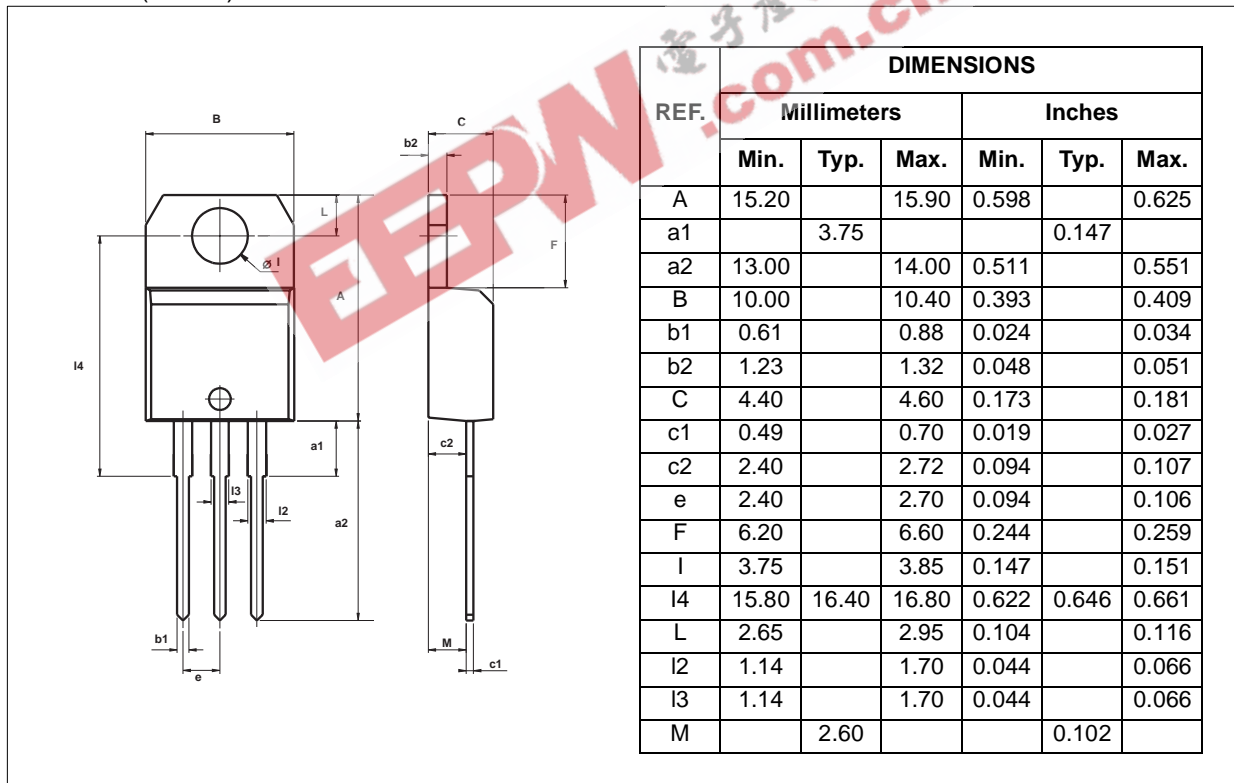 EEPW
.com.cn
DIMENSIONS
REF. Millimeters Inches
Min. Typ. Max. Min. Typ. Max.
A 15.20 15.90 0.598 0.625
a1 3.75 0.147
a2 13.00 14.00 0.511 0.551
B 10.00 10.40 0.393 0.409
b1 0.61 0.88 0.024 0.034
b2 1.23 1.32 0.048 0.051
C 4.40 4.60 0.173 0.181
c1 0.49 0.70 0.019 0.027
c2 2.40 2.72 0.094 0.107
e 2.40 2.70 0.094 0.106
F 6.20 6.60 0.244 0.259
I 3.75 3.85 0.147 0.151
I4 15.80 16.40 16.80 0.622 0.646 0.661
L 2.65 2.95 0.104 0.116
l2 1.14 1.70 0.044 0.066
l3 1.14 1.70 0.044 0.066
M 2.60 0.102
B
C
b2
L
F
ø I
A
l4
a1
c2
l3
l2
a2
b1
M
e
c1